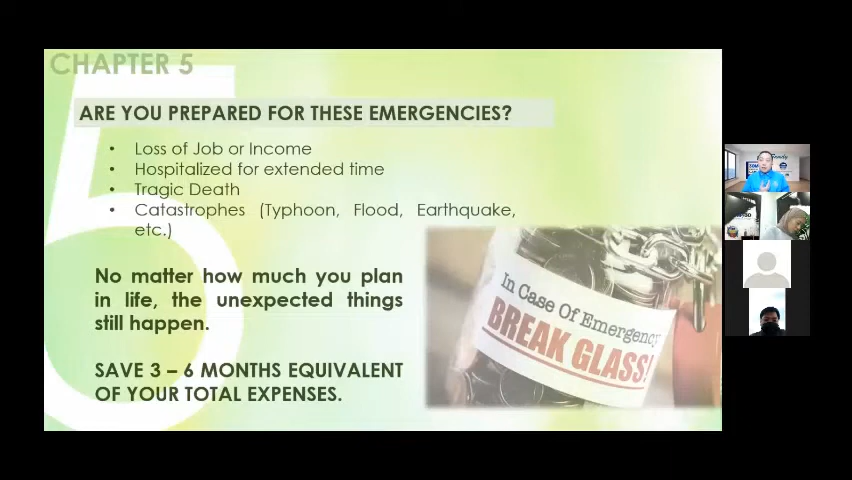 CHAPTER 5
5
ARE YOU PREPARED FOR THESE EMERGENCIES?
• Loss of Job or Income
• Hospitalized for extended time
• Tragic Death
• Catastrophes (Typhoon, Flood, Earthquake,
etc.)
No matter how much you plan
in life, the unexpected things
still happen.
SAVE 3 – 6 MONTHS EQUIVALENT
OF YOUR TOTAL EXPENSES.
In Case Of Emergency
BREAK GLASS!